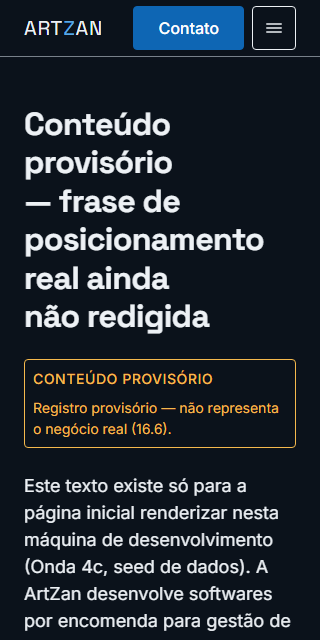 ARTZAN
Contato
Conteúdo
provisório
— frase de
posicionamento
real ainda
não redigida
CONTEÚDO PROVISÓRIO
Registro provisório — não representa
o negócio real (16.6).
Este texto existe só para a
página inicial renderizar nesta
máquina de desenvolvimento
(Onda 4c, seed de dados). A
ArtZan desenvolve softwares
por encomenda para gestão de